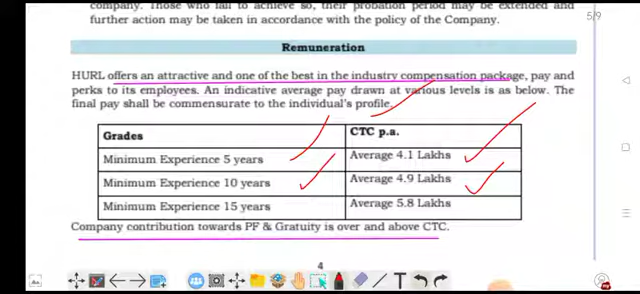 company. Those who fail to achieve so, their probation period may be extended and
further action may be taken in accordance with the policy of the Company.
5/9
Remuneration
HURL offers an attractive and one of the best in the industry compensation package, pay and
perks to its employees. An indicative average pay drawn at various levels is as below. The
final pay shall be commensurate to the individual's profile.
Grades CTC p.a.
Minimum Experience 5 years Average 4.1 Lakhs
Minimum Experience 10 years Average 4.9 Lakhs
Minimum Experience 15 years Average 5.8 Lakhs
Company contribution towards PF & Gratuity is over and above CTC.
4